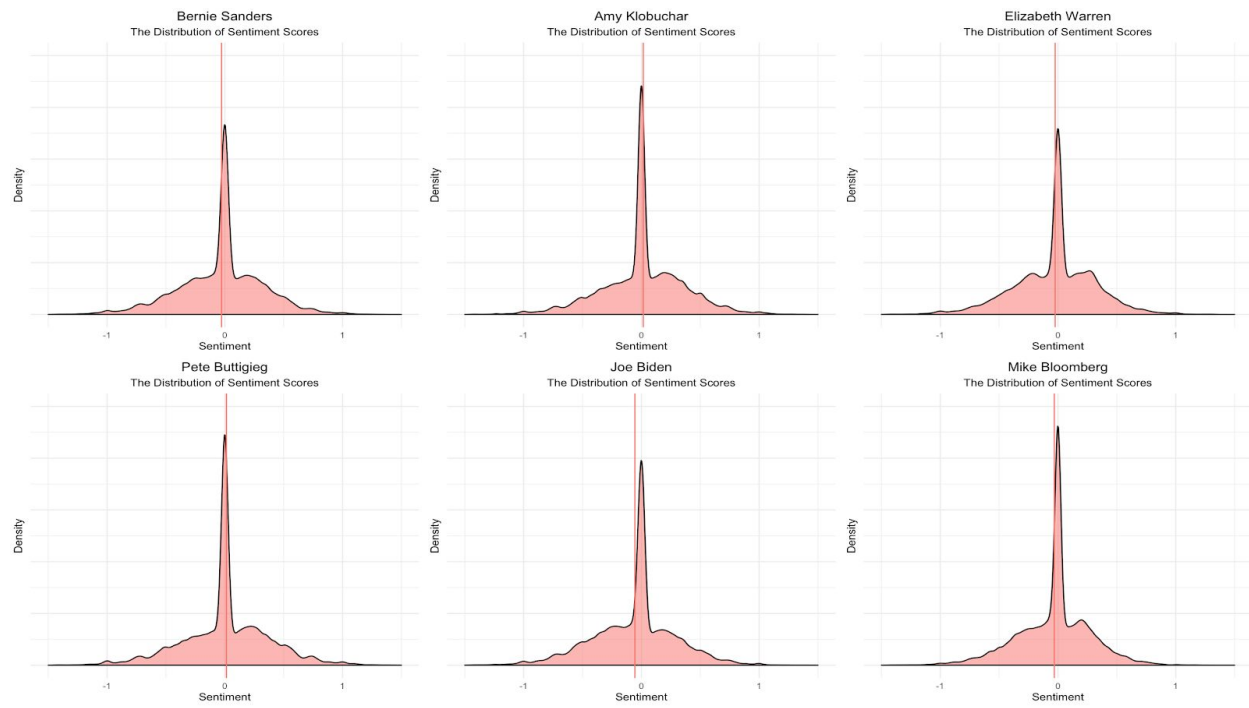 Bernie Sanders
The Distribution of Sentiment Scores
Density
-1 0 1
Sentiment
Amy Klobuchar
The Distribution of Sentiment Scores
Density
-1 0 1
Sentiment
Elizabeth Warren
The Distribution of Sentiment Scores
Density
-1 0 1
Sentiment
Pete Buttigieg
The Distribution of Sentiment Scores
Density
-1 0 1
Sentiment
Joe Biden
The Distribution of Sentiment Scores
Density
-1 0 1
Sentiment
Mike Bloomberg
The Distribution of Sentiment Scores
Density
-1 0 1
Sentiment